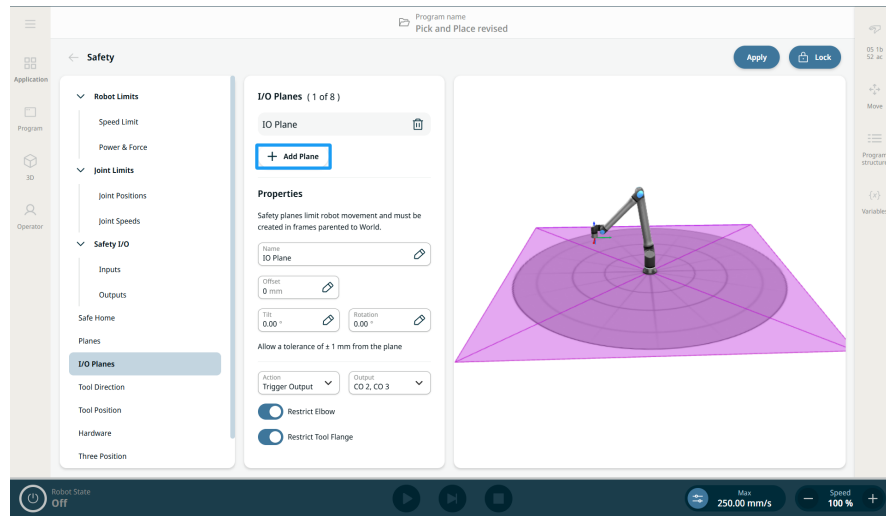 Program name
Pick and Place revised
Safety
Apply
Lock
Application
Program
3D
Operator
Robot Limits
Speed Limit
Power & Force
Joint Limits
Joint Positions
Joint Speeds
Safety I/O
Inputs
Outputs
Safe Home
Planes
I/O Planes
Tool Direction
Tool Position
Hardware
Three Position
I/O Planes ( 1 of 8 )
IO Plane
+ Add Plane
Properties
Safety planes limit robot movement and must be
created in frames parented to World.
Name
IO Plane
Offset
0 mm
Tilt
0.00 °
Rotation
0.00 °
Allow a tolerance of ± 1 mm from the plane
Action
Trigger Output
Output
CO 2, CO 3
Restrict Elbow
Restrict Tool Flange
05 1b
52 ac
Move
Program
structure
{x}
Variables
Robot State
Off
Max
250.00 mm/s
Speed
100 %